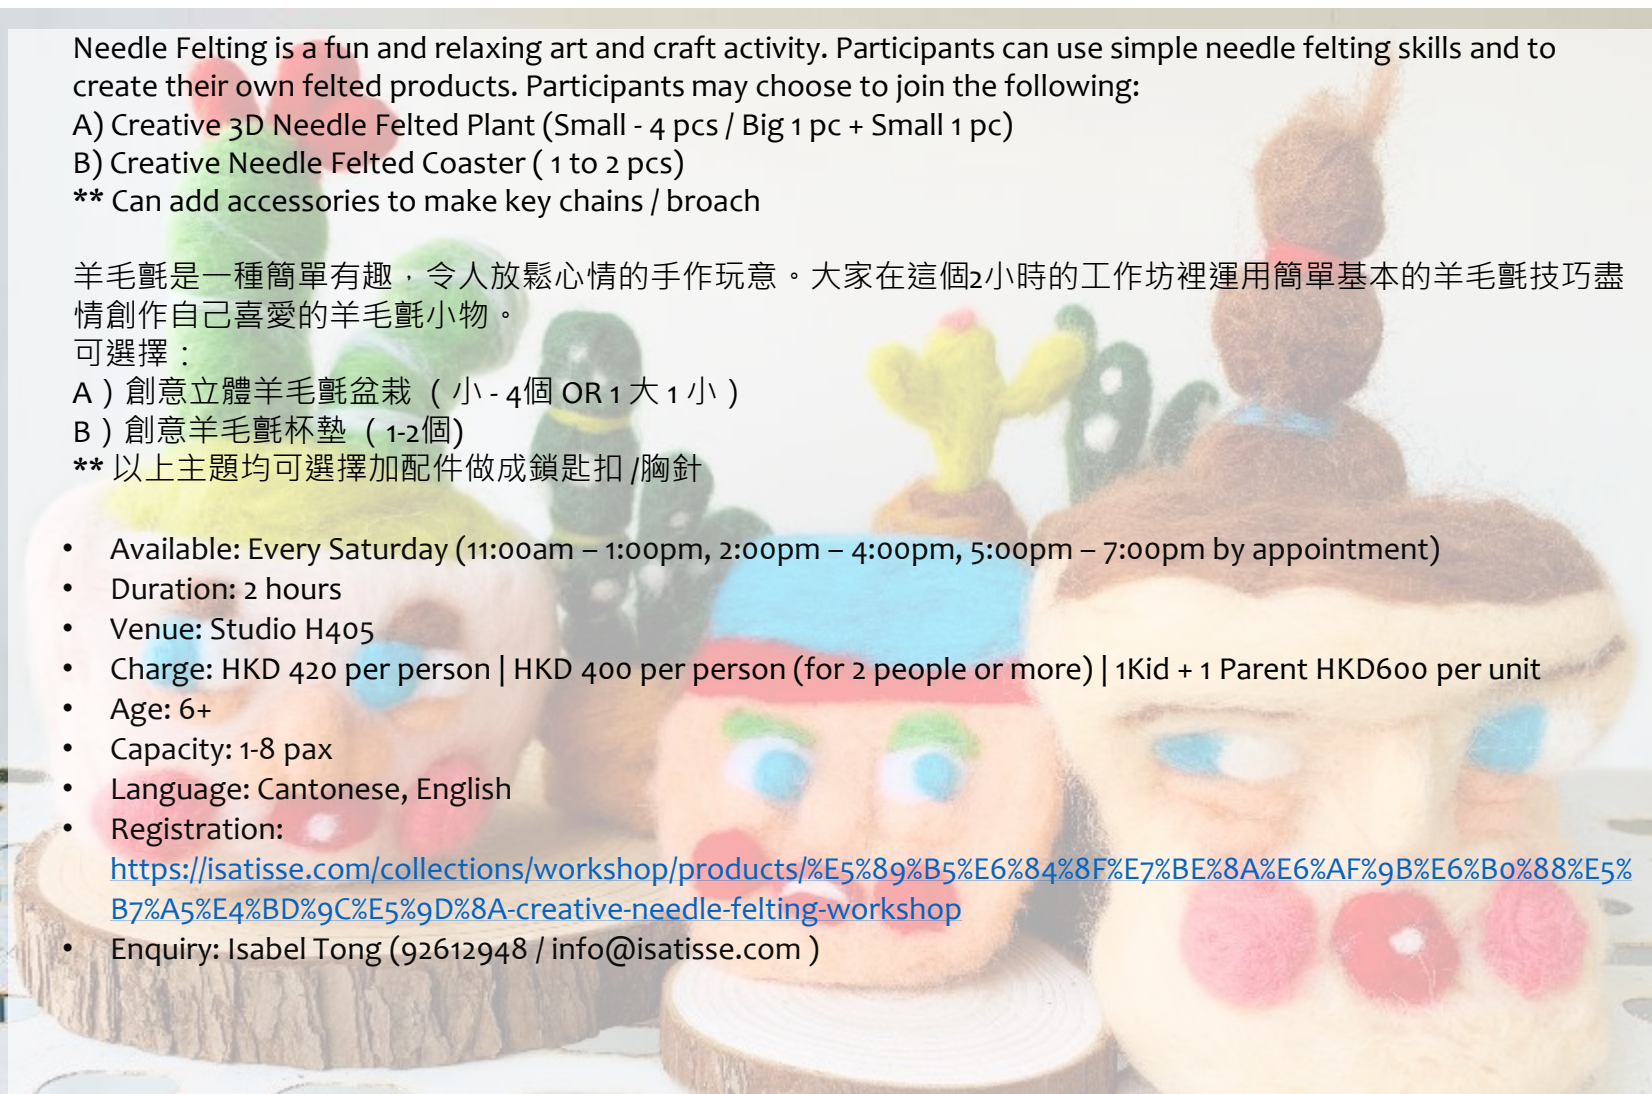 Needle Felting is a fun and relaxing art and craft activity. Participants can use simple needle felting skills and to
create their own felted products. Participants may choose to join the following:
A) Creative 3D Needle Felted Plant (Small - 4 pcs / Big 1 pc + Small 1 pc)
B) Creative Needle Felted Coaster ( 1 to 2 pcs)
** Can add accessories to make key chains / broach
羊毛氈是一種簡單有趣，令人放鬆心情的手作玩意。大家在這個2小時的工作坊裡運用簡單基本的羊毛氈技巧盡
情創作自己喜愛的羊毛氈小物。
可選擇：
A ) 創意立體羊毛氈盆栽 （小 - 4個 OR 1 大 1 小 )
B ) 創意羊毛氈杯墊 （ 1-2個)
** 以上主題均可選擇加配件做成鎖匙扣 /胸針
• Available: Every Saturday (11:00am – 1:00pm, 2:00pm – 4:00pm, 5:00pm – 7:00pm by appointment)
• Duration: 2 hours
• Venue: Studio H405
• Charge: HKD 420 per person | HKD 400 per person (for 2 people or more) | 1Kid + 1 Parent HKD600 per unit
• Age: 6+
• Capacity: 1-8 pax
• Language: Cantonese, English
• Registration:
https://isatisse.com/collections/workshop/products/%E5%89%B5%E6%84%8F%E7%BE%8A%E6%AF%9B%E6%B0%88%E5%
B7%A5%E4%BD%9C%E5%9D%8A-creative-needle-felting-workshop
• Enquiry: Isabel Tong (92612948 / info@isatisse.com )